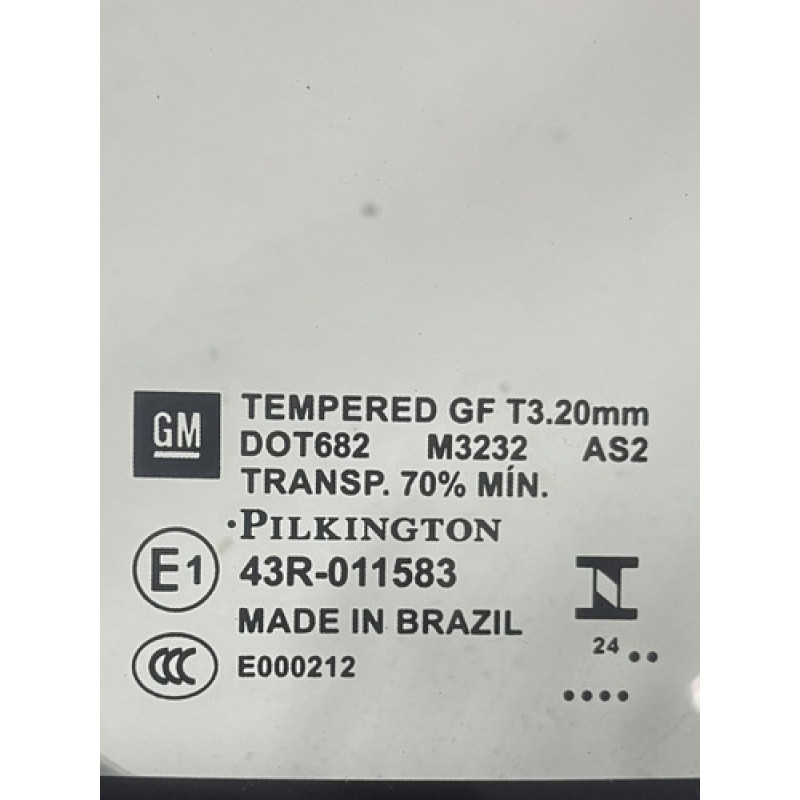 GM
TEMPERED GF T3.20mm
DOT682 M3232 AS2
TRANSP. 70% MÍN.
·PILKINGTON
E1
43R-011583
MADE IN BRAZIL
CCC
E000212
N
24